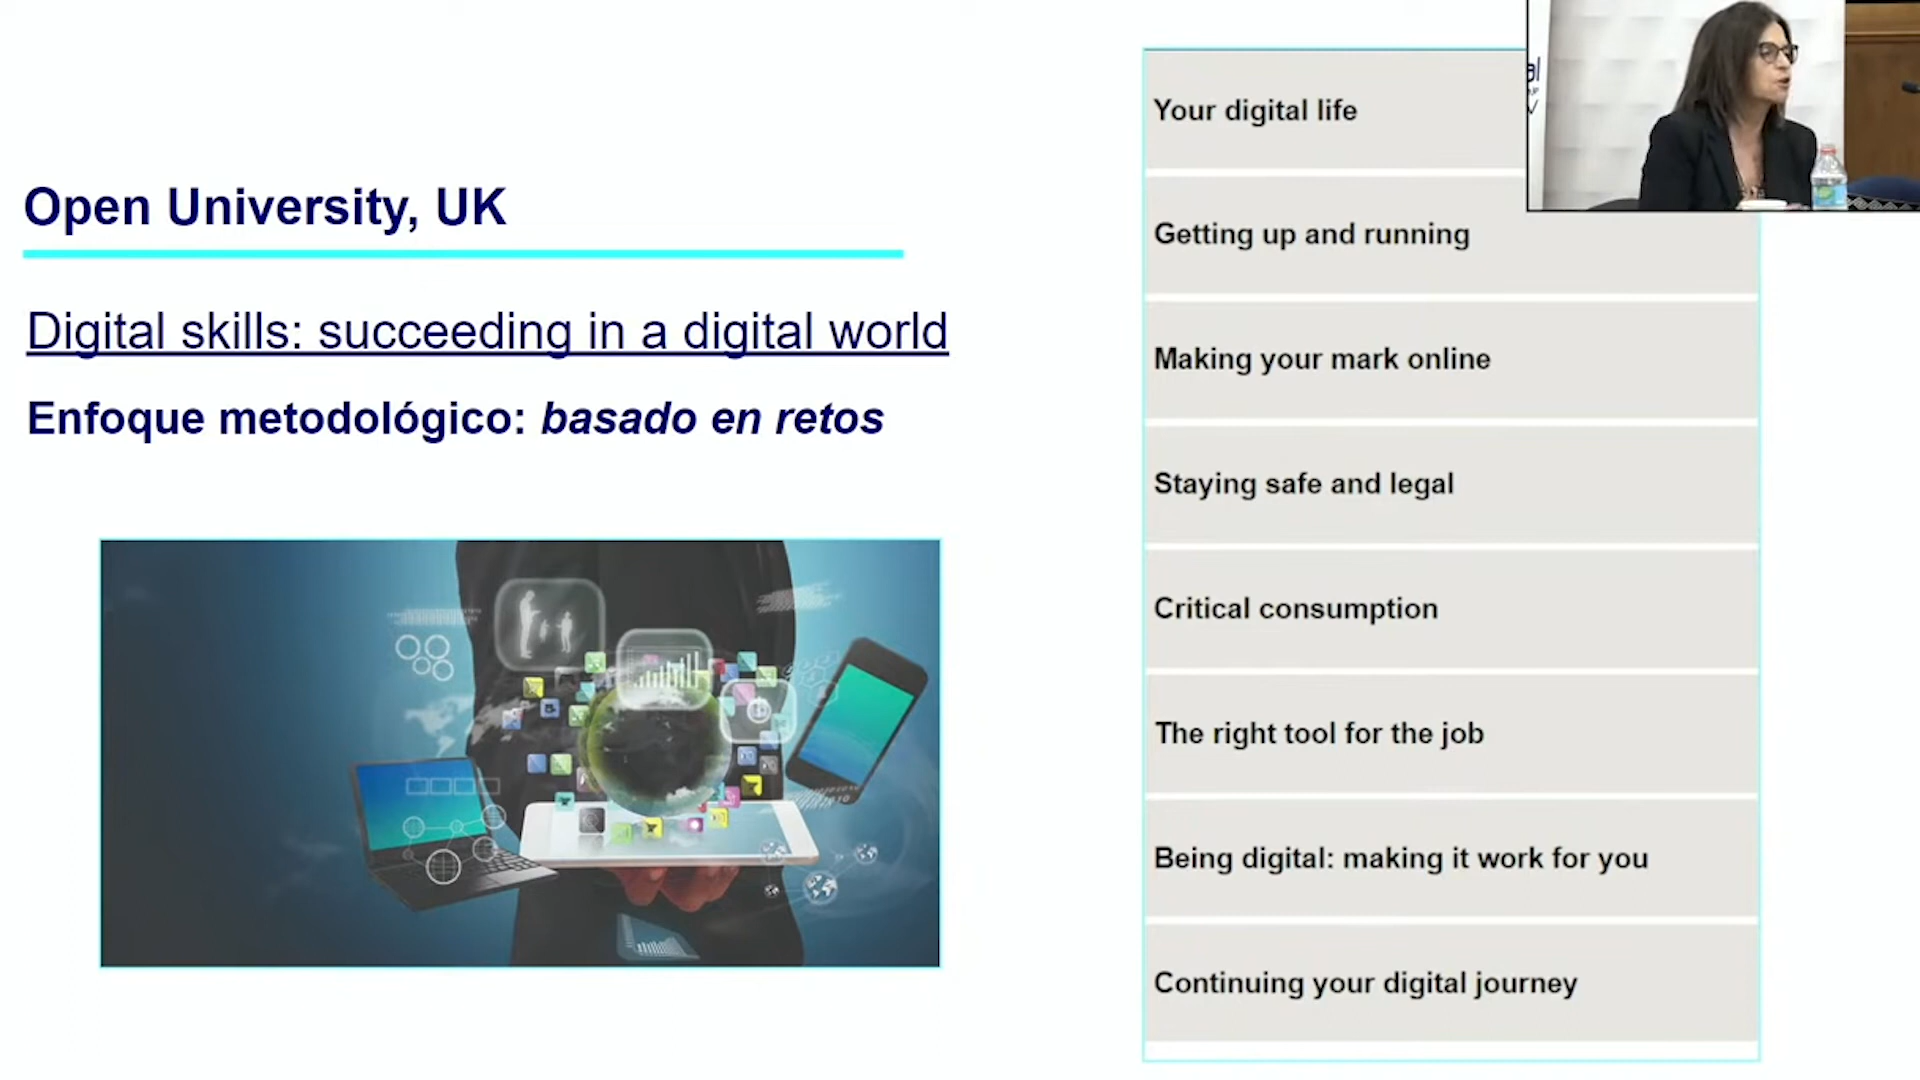 Open University, UK
Digital skills: succeeding in a digital world
Enfoque metodológico: basado en retos
Your digital life
Getting up and running
Making your mark online
Staying safe and legal
Critical consumption
The right tool for the job
Being digital: making it work for you
Continuing your digital journey